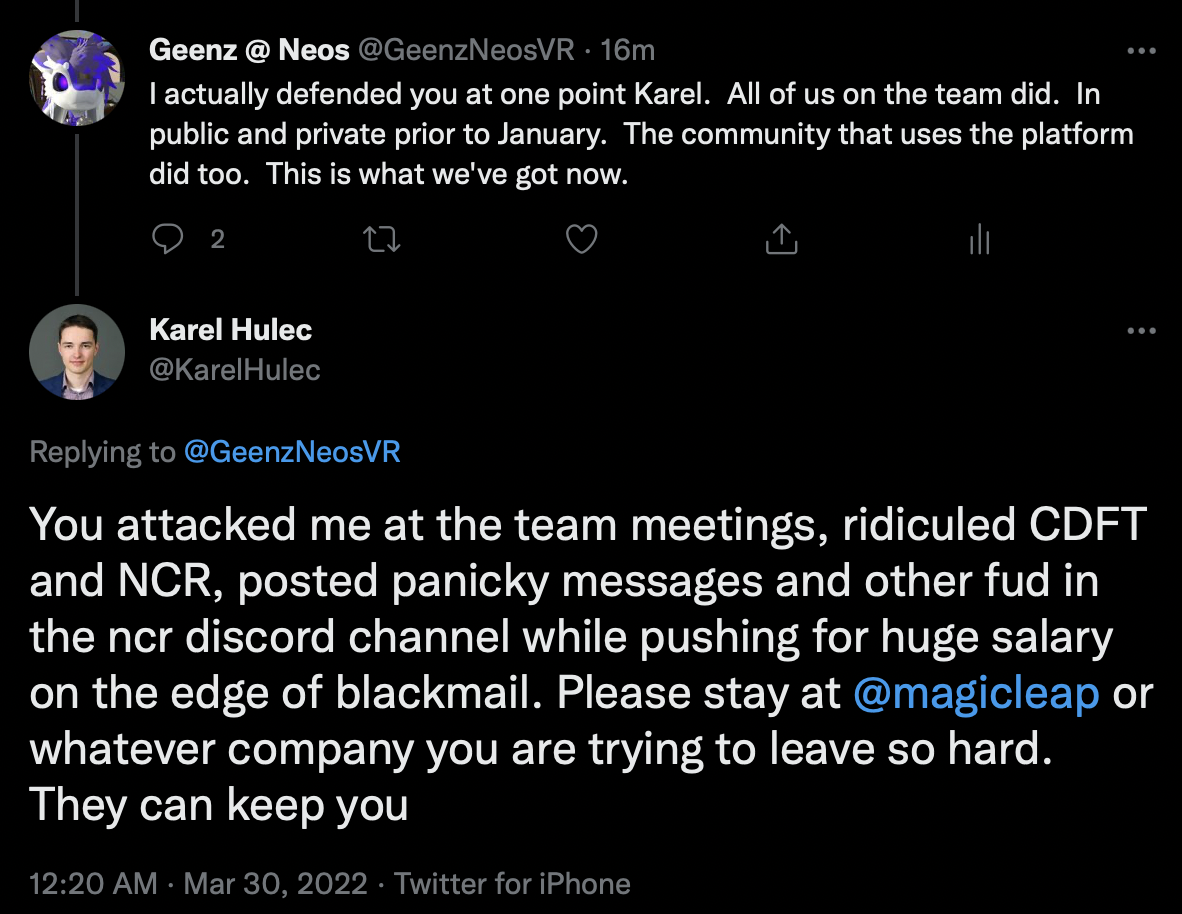 Geenz @ Neos @GeenzNeosVR · 16m
I actually defended you at one point Karel.  All of us on the team did.  In
public and private prior to January.  The community that uses the platform
did too.  This is what we've got now.
2
Karel Hulec
@KarelHulec
Replying to @GeenzNeosVR
You attacked me at the team meetings, ridiculed CDFT
and NCR, posted panicky messages and other fud in
the ncr discord channel while pushing for huge salary
on the edge of blackmail. Please stay at @magicleap or
whatever company you are trying to leave so hard.
They can keep you
12:20 AM · Mar 30, 2022 · Twitter for iPhone